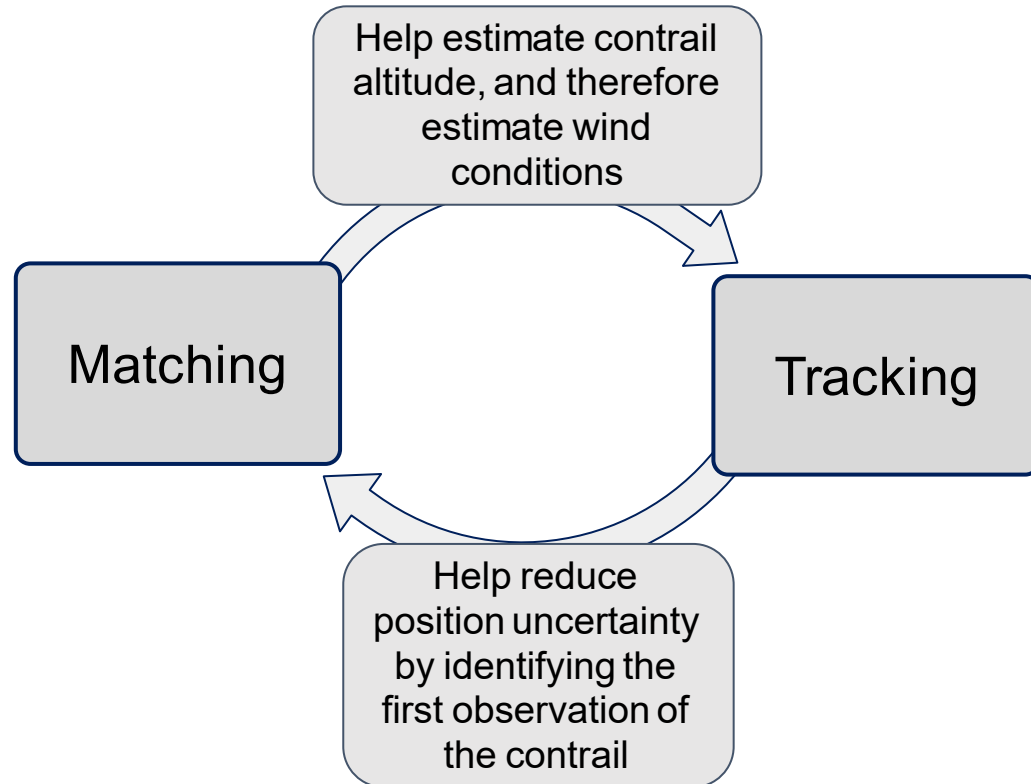 Help estimate contrail
altitude, and therefore
estimate wind
conditions
Matching
Tracking
Help reduce
position uncertainty
by identifying the
first observation of
the contrail